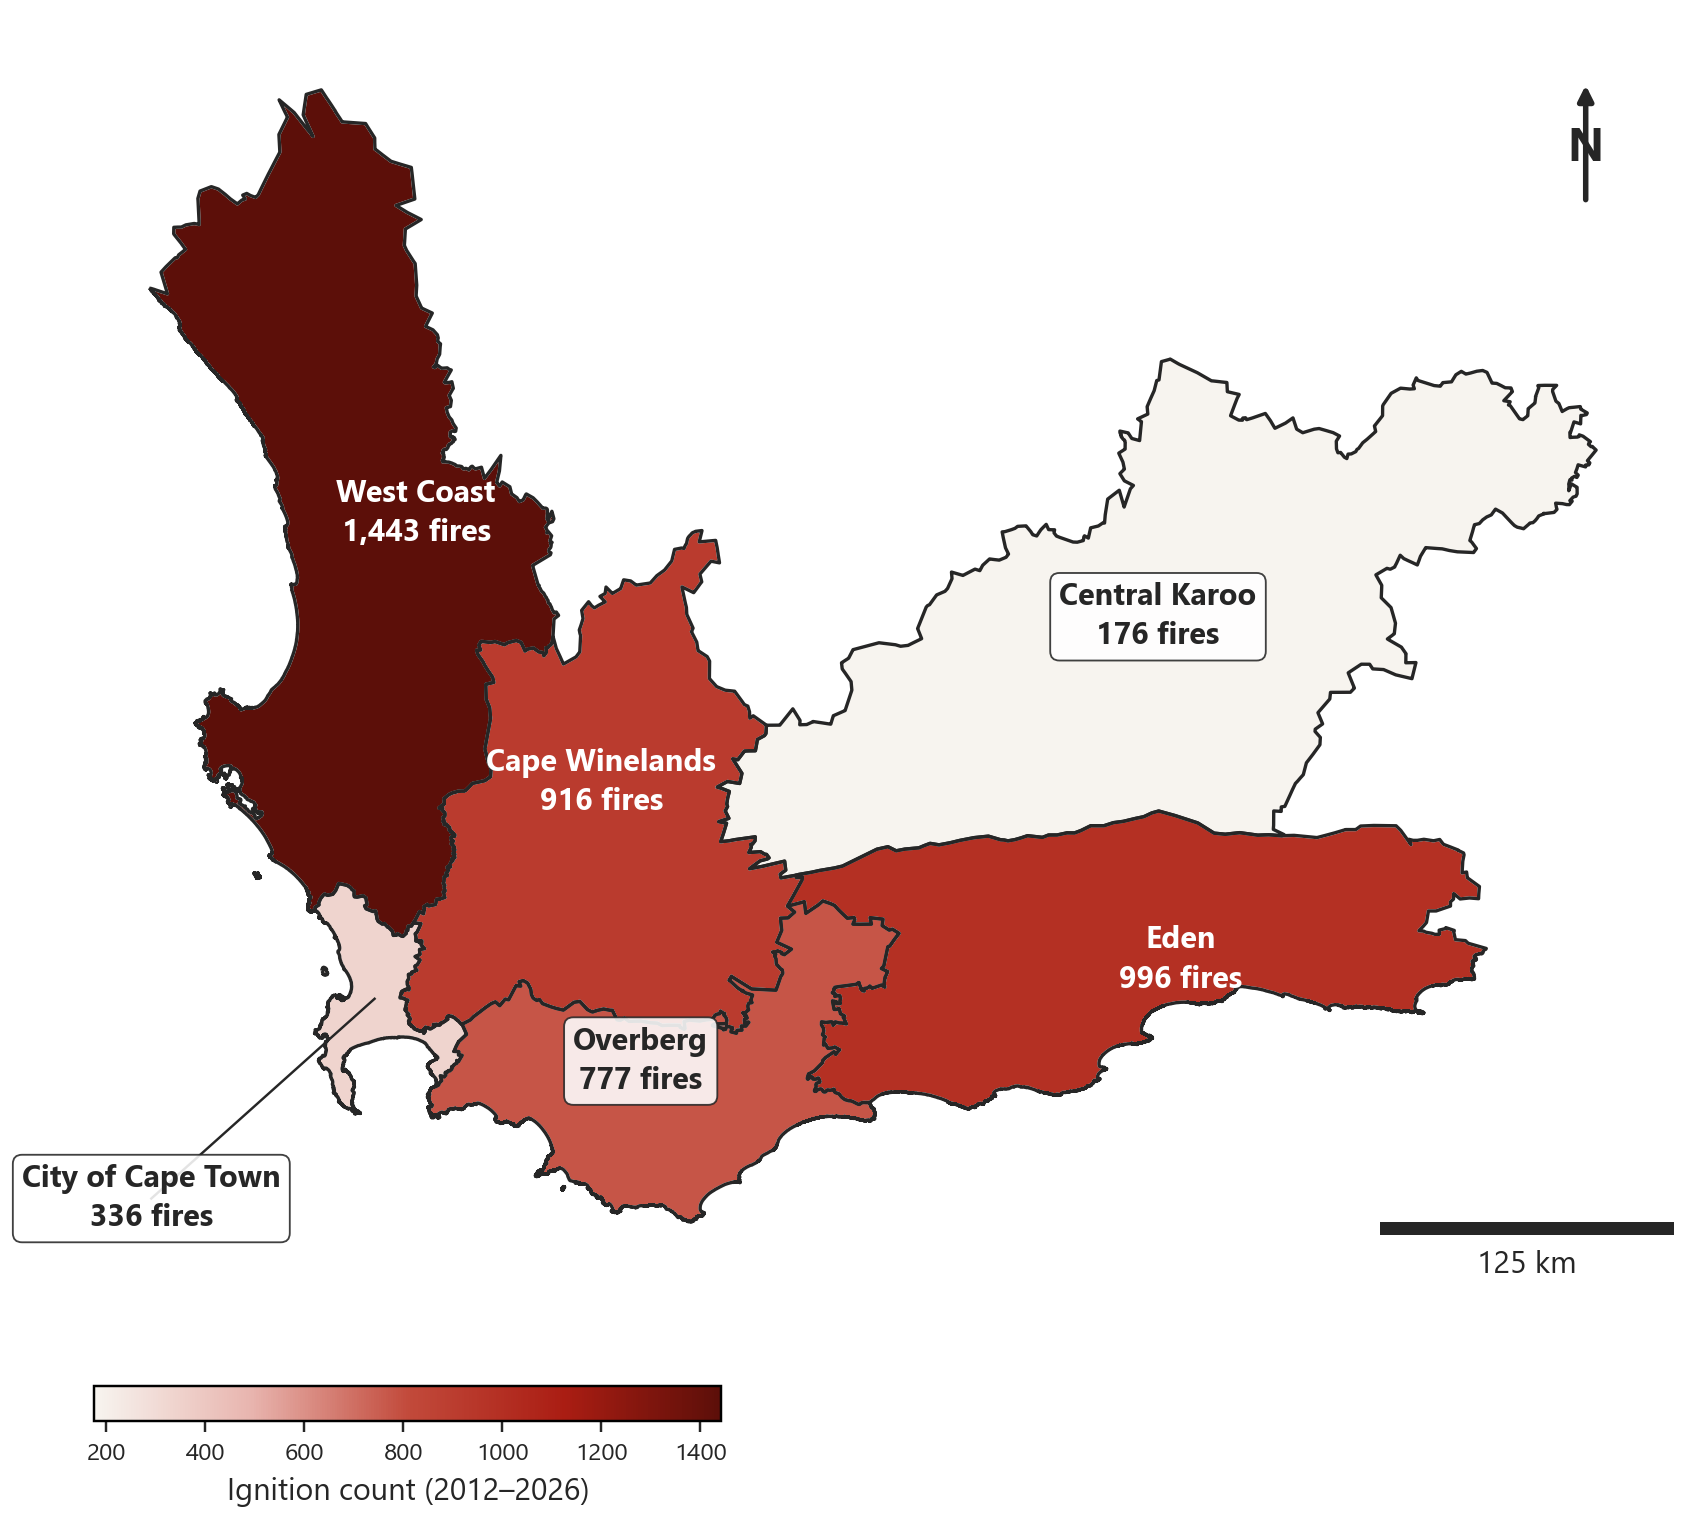 N
West Coast
1,443 fires
Central Karoo
176 fires
Cape Winelands
916 fires
Eden
996 fires
Overberg
777 fires
City of Cape Town
336 fires
125 km
200 400 600 800 1000 1200 1400
Ignition count (2012–2026)